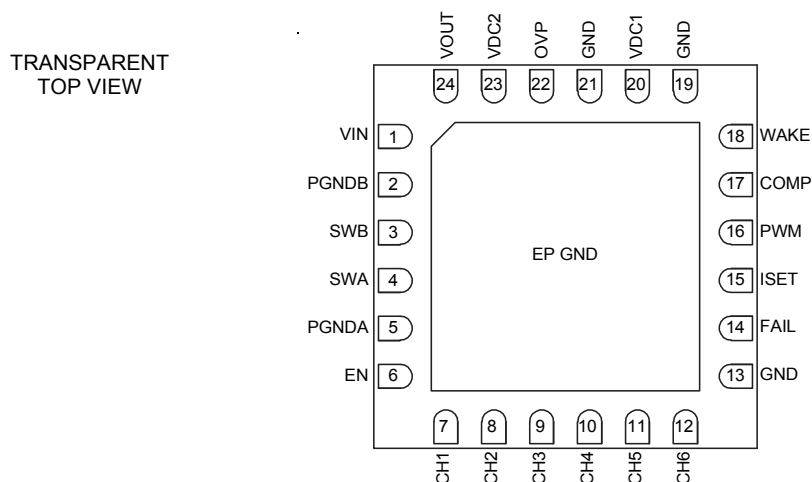 TRANSPARENT
TOP VIEW
VOUT
VDC2
OVP
GND
VDC1
GND
24
23
22
21
20
19
VIN 1
18 WAKE
PGNDB 2
17 COMP
SWB 3
16 PWM
EP GND
SWA 4
15 ISET
PGNDA 5
14 FAIL
EN 6
13 GND
7
8
9
10
11
12
CH1
CH2
CH3
CH4
CH5
CH6